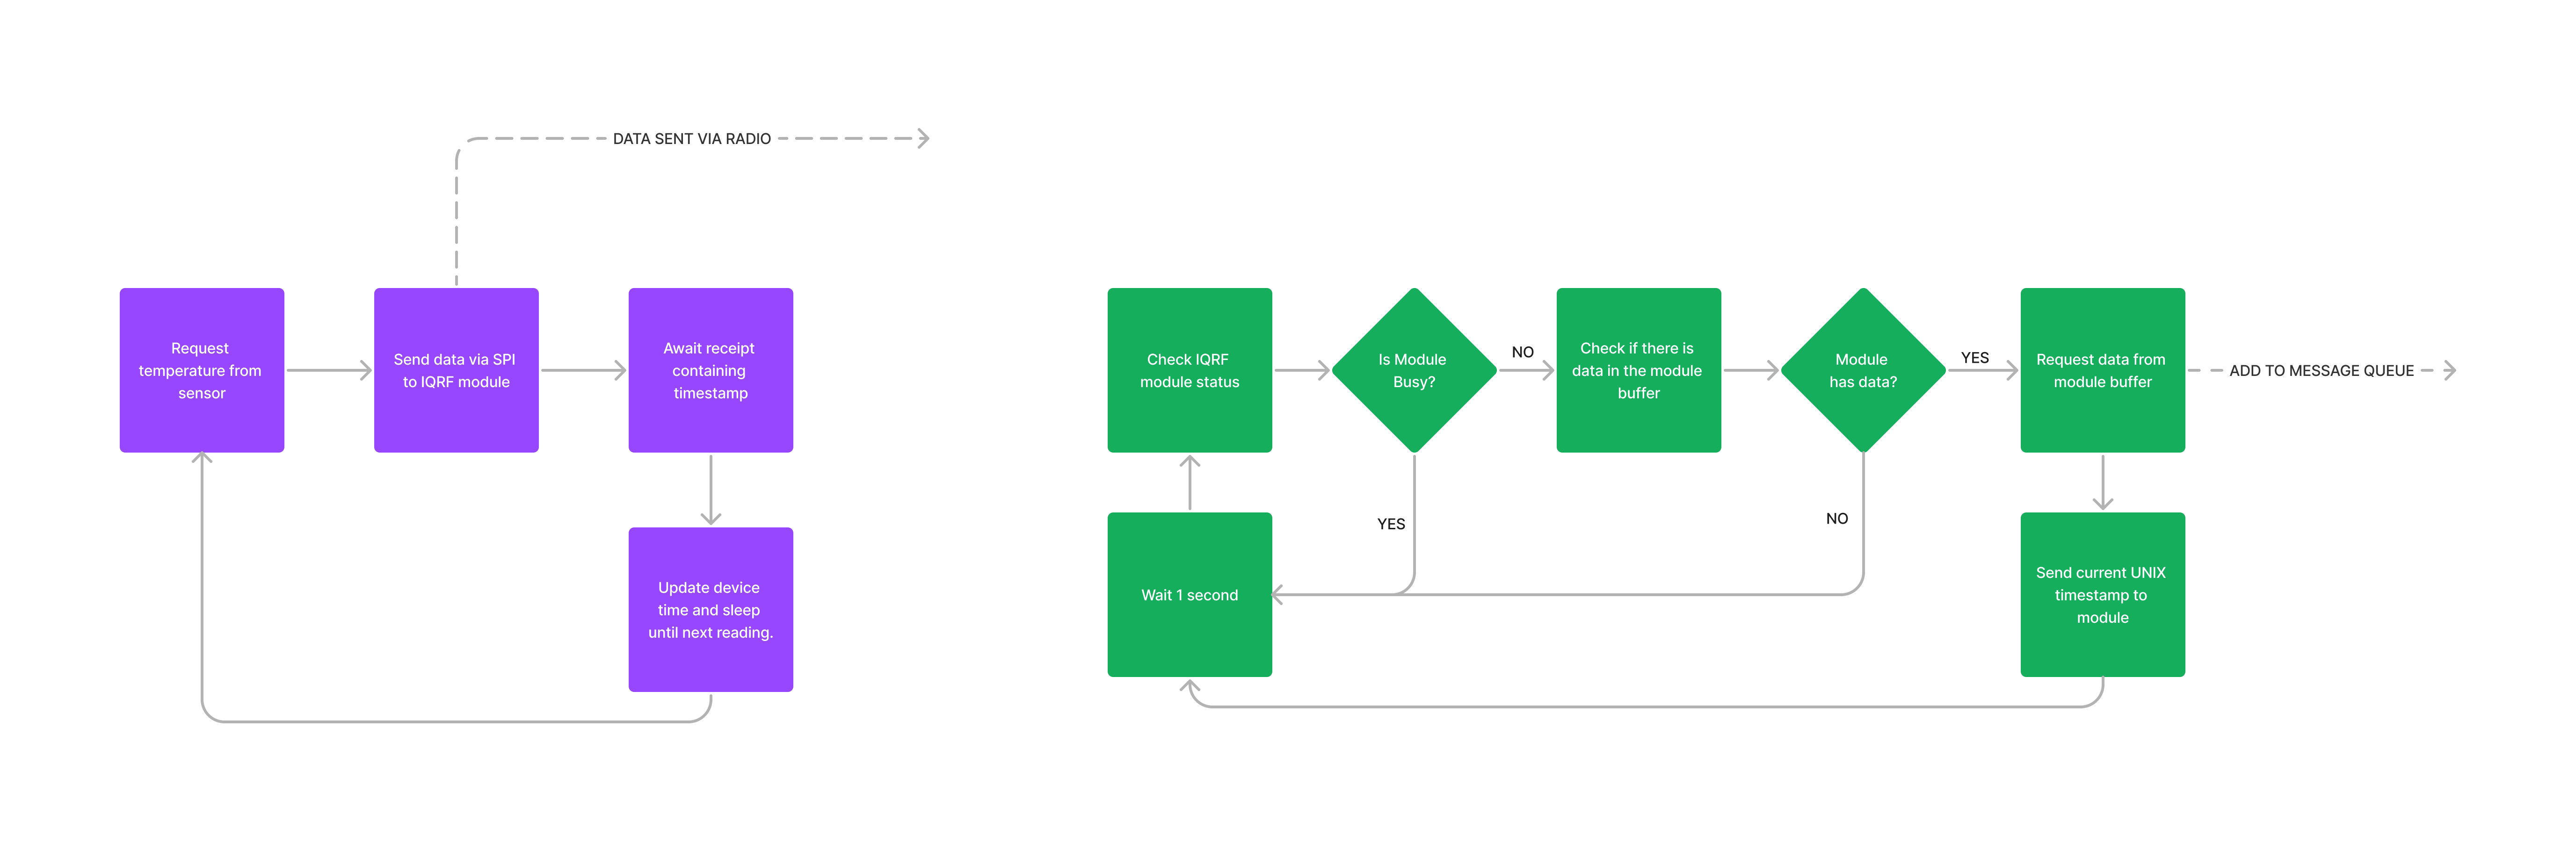 DATA SENT VIA RADIO
Request
temperature from
sensor
Send data via SPI
to IQRF module
Await receipt
containing
timestamp
Update device
time and sleep
until next reading.
Check IQRF
module status
Is Module
Busy?
NO
Check if there is
data in the module
buffer
Module
has data?
YES
Request data from
module buffer
ADD TO MESSAGE QUEUE
YES
NO
Wait 1 second
Send current UNIX
timestamp to
module